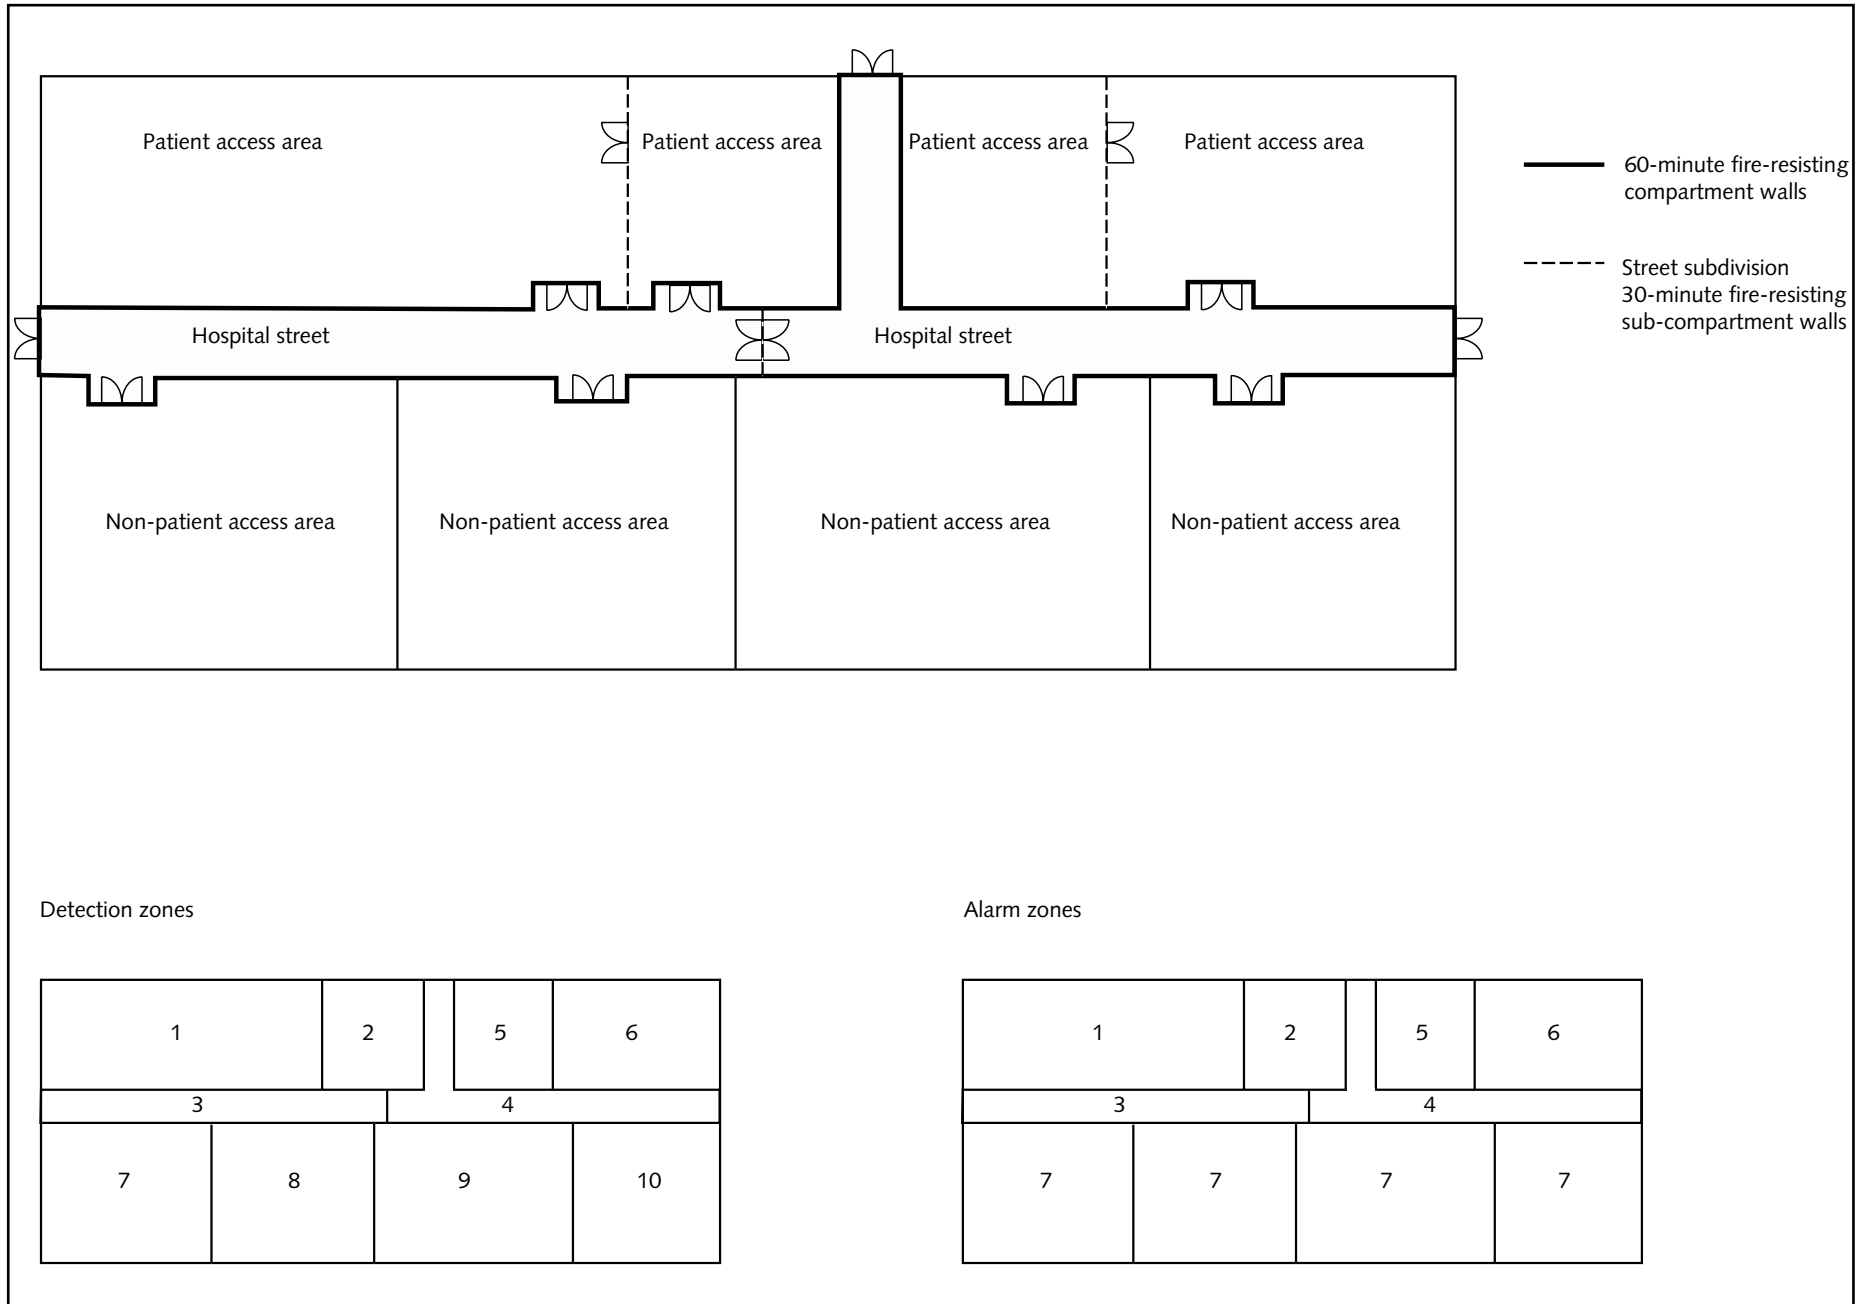 Patient access area
Patient access area
Patient access area
Patient access area
60-minute fire-resisting
compartment walls
Street subdivision
30-minute fire-resisting
sub-compartment walls
Hospital street
Hospital street
Non-patient access area
Non-patient access area
Non-patient access area
Non-patient access area
Detection zones
1
2
5
6
3
4
7
8
9
10
Alarm zones
1
2
5
6
3
4
7
7
7
7